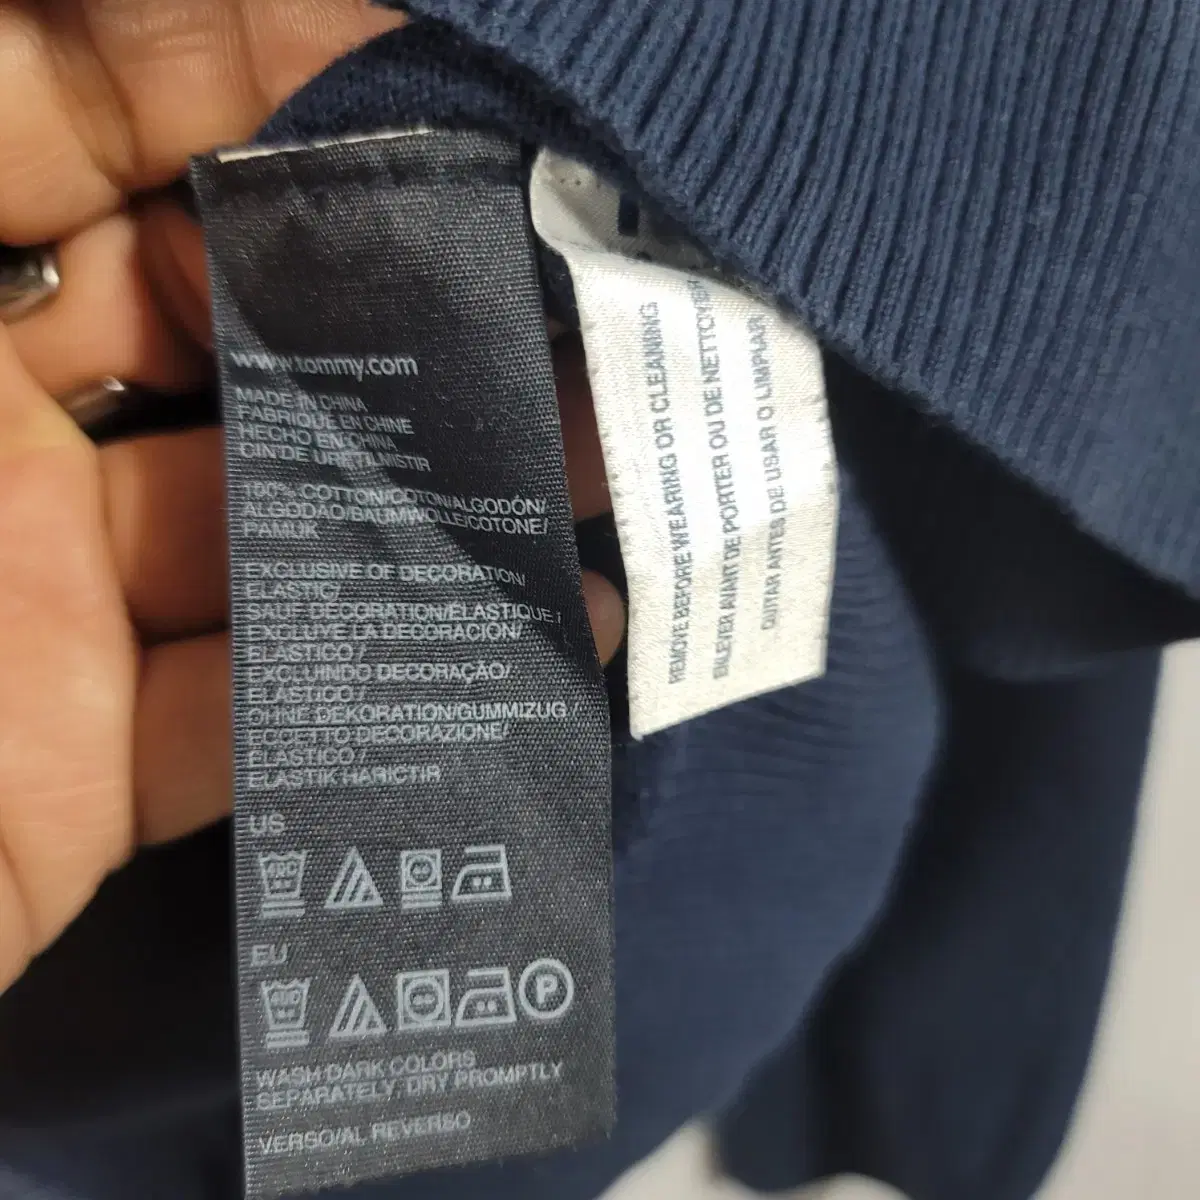 www.tommy.com
MADE IN CHINA
FABRIQUE EN CHINE
HECHO EN CHINA
CIN'DE URETILMISTIR
100% COTTON/COTON/ALGODÓN/
ALGODÃO/BAUMWOLLE/COTONE/
PAMUK
EXCLUSIVE OF DECORATION/
ELASTIC/
SAUF DÉCORATION/ÉLASTIQUE /
EXCLUYE LA DECORACIÓN/
ELÁSTICO /
EXCLUINDO DECORAÇÃO/
ELÁSTICO /
OHNE DEKORATION/GUMMIZUG /
ECCETTO DECORAZIONE/
ELASTICO /
ELASTIK HARICTIR
US
40C
EU
40C
P
WASH DARK COLORS
SEPARATELY, DRY PROMPTLY
VERSO/AL REVERSO
REMOVE BEFORE WEARING OR CLEANING
ENLEVER AVANT DE PORTER OU DE NETTOYER
QUITAR ANTES DE USAR O LIMPIAR